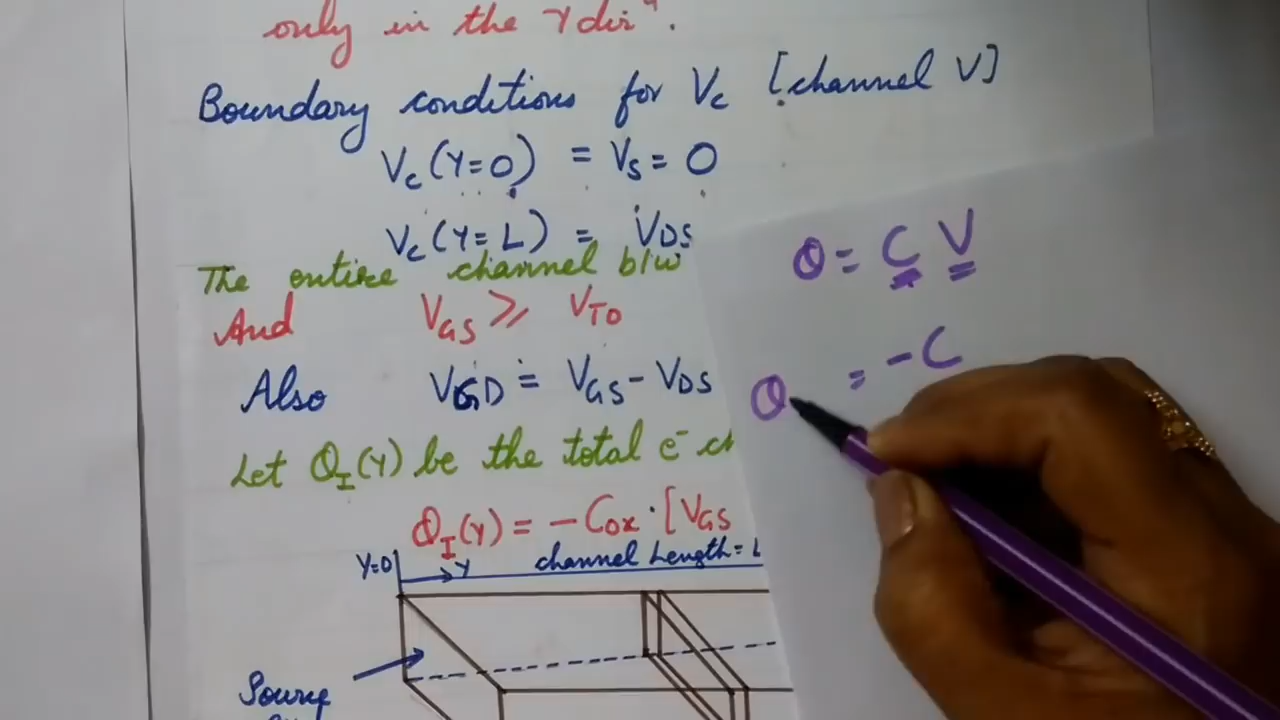 only in the Y dirⁿ.
Boundary conditions for Vc [channel V]
Vc (Y=0) = Vs = 0
Vc (Y=L) = VDS
The entire channel b/w
And VGS ⩾ VTO
Also VGD = VGS - VDS
Let QI(Y) be the total e⁻ ch
QI(Y) = -Cox · [VGS
Y=0 → Y channel Length = L
Source
Q = C V
Q = -C